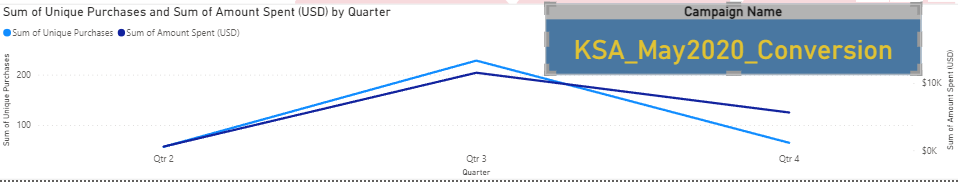 Sum of Unique Purchases and Sum of Amount Spent (USD) by Quarter
Sum of Unique Purchases Sum of Amount Spent (USD)
Campaign Name
KSA_May2020_Conversion
Sum of Unique Purchases
200
100
Qtr 2 Qtr 3 Qtr 4
Quarter
$10K
$0K
Sum of Amount Spent (USD)